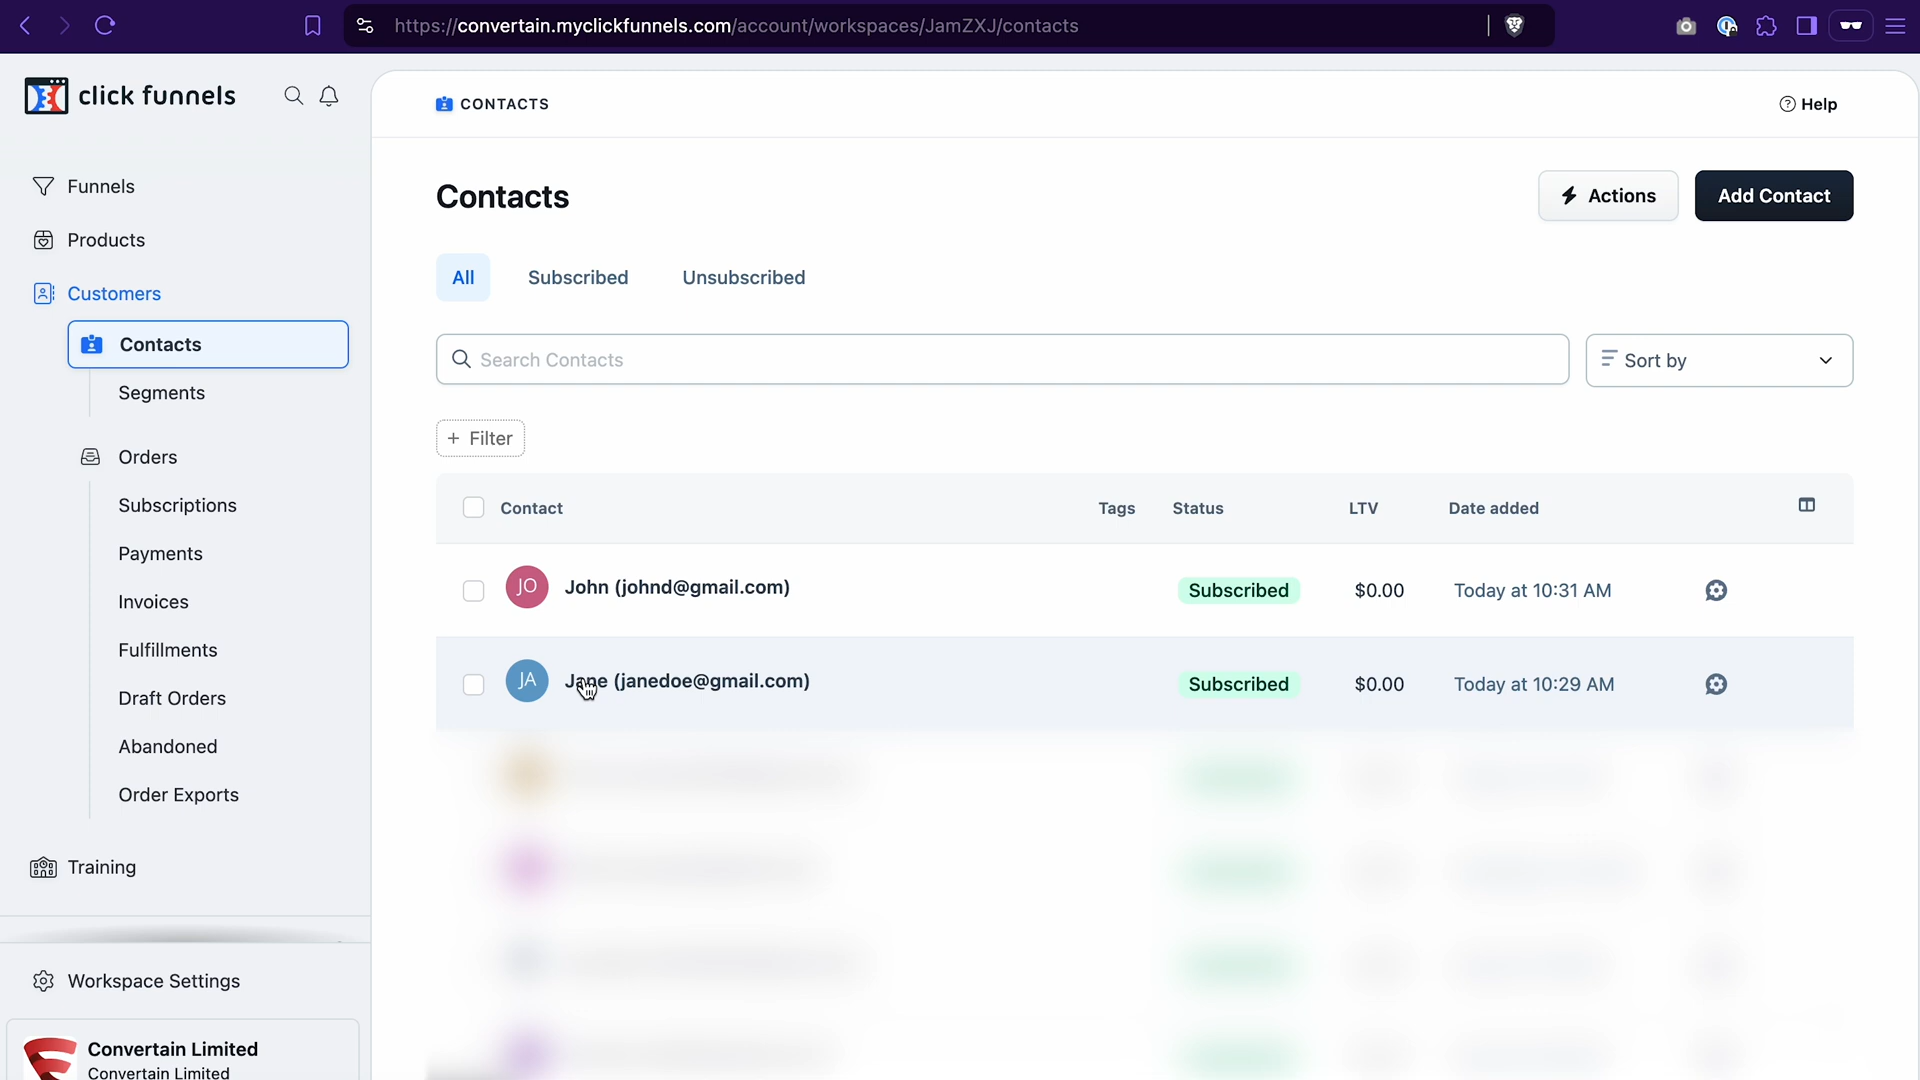 https://convertain.myclickfunnels.com/account/workspaces/JamZXJ/contacts
click funnels
Funnels
Products
Customers
Contacts
Segments
Orders
Subscriptions
Payments
Invoices
Fulfillments
Draft Orders
Abandoned
Order Exports
Training
Workspace Settings
Convertain Limited
Convertain Limited
CONTACTS
Help
Contacts
Actions
Add Contact
All Subscribed Unsubscribed
Search Contacts
Sort by
+ Filter
Contact Tags Status LTV Date added
JO John (johnd@gmail.com) Subscribed $0.00 Today at 10:31 AM
JA Jane (janedoe@gmail.com) Subscribed $0.00 Today at 10:29 AM